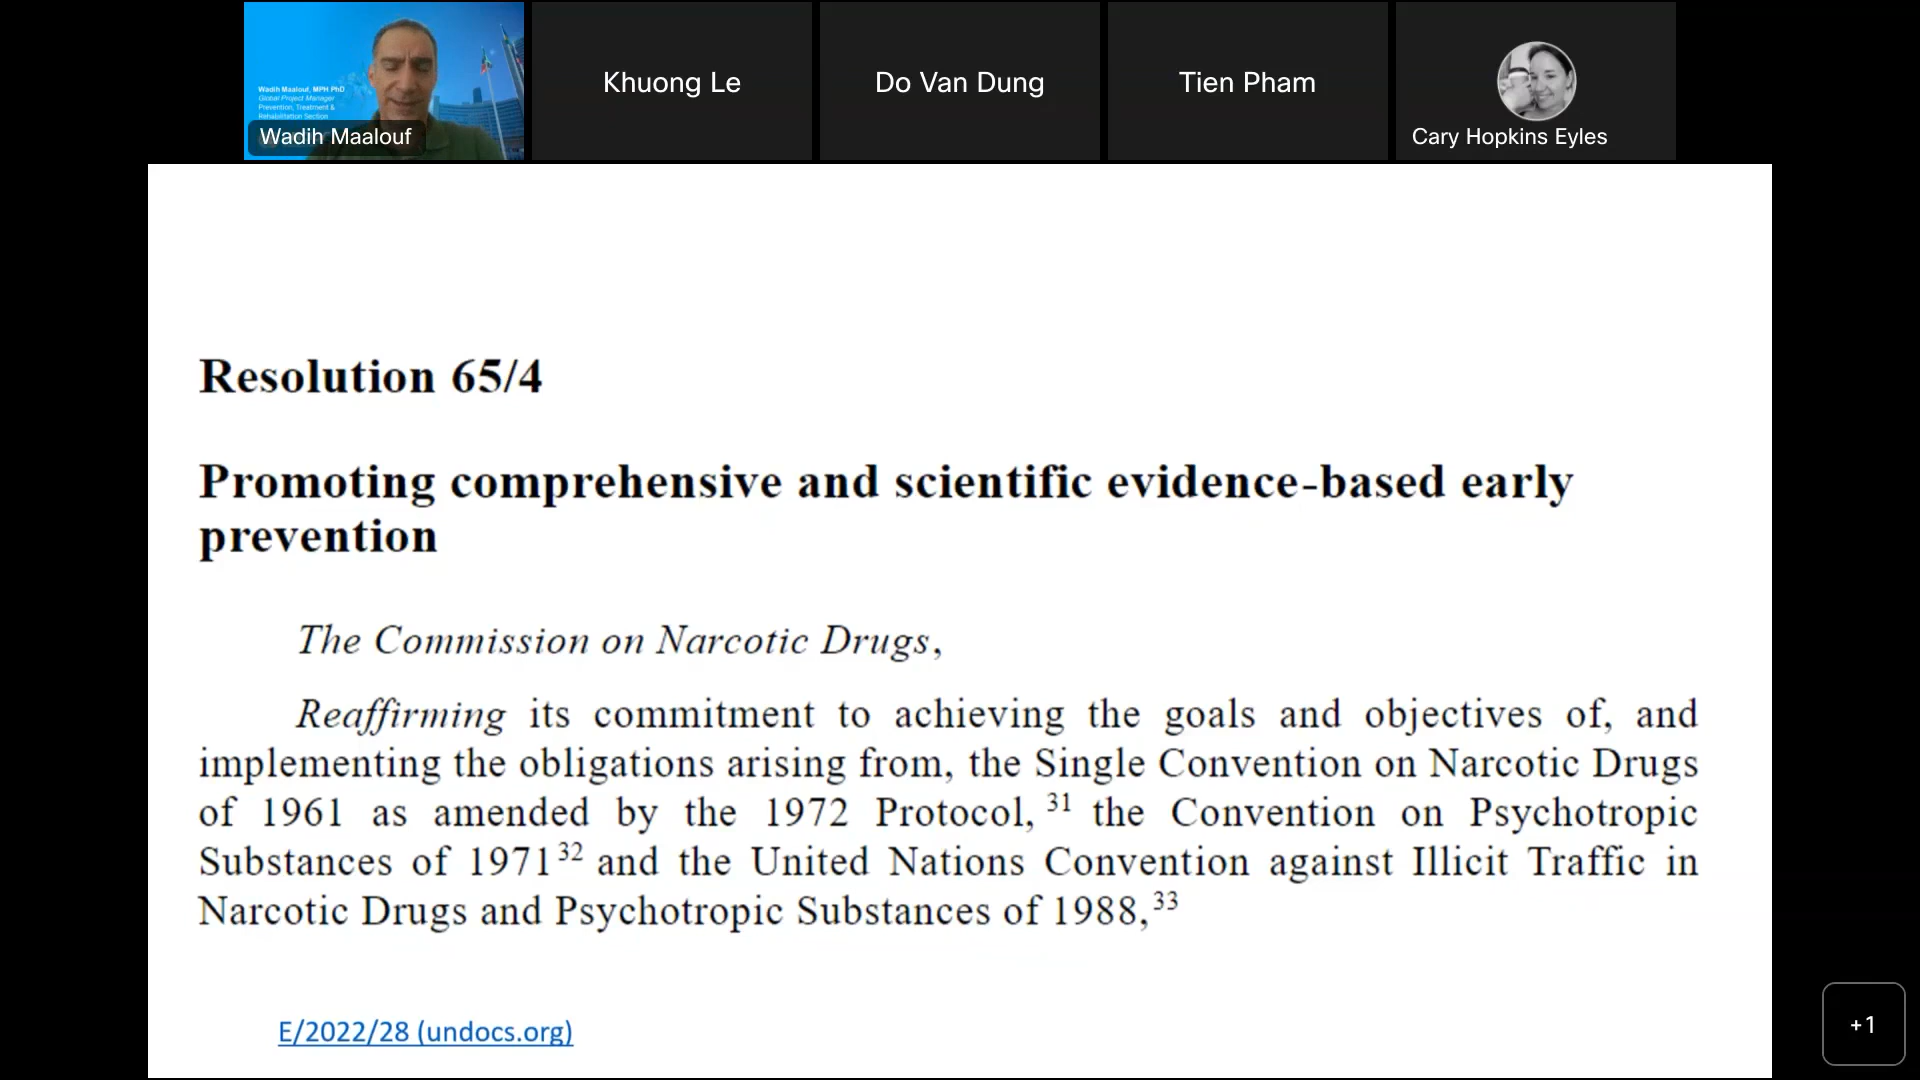 Wadih Maalouf, MPH PhD
Global Project Manager
Prevention, Treatment &
Rehabilitation Section
Wadih Maalouf
Khuong Le
Do Van Dung
Tien Pham
Cary Hopkins Eyles
Resolution 65/4
Promoting comprehensive and scientific evidence-based early
prevention
The Commission on Narcotic Drugs,
Reaffirming its commitment to achieving the goals and objectives of, and
implementing the obligations arising from, the Single Convention on Narcotic Drugs
of 1961 as amended by the 1972 Protocol, 31 the Convention on Psychotropic
Substances of 1971 32 and the United Nations Convention against Illicit Traffic in
Narcotic Drugs and Psychotropic Substances of 1988, 33
E/2022/28 (undocs.org)
+1